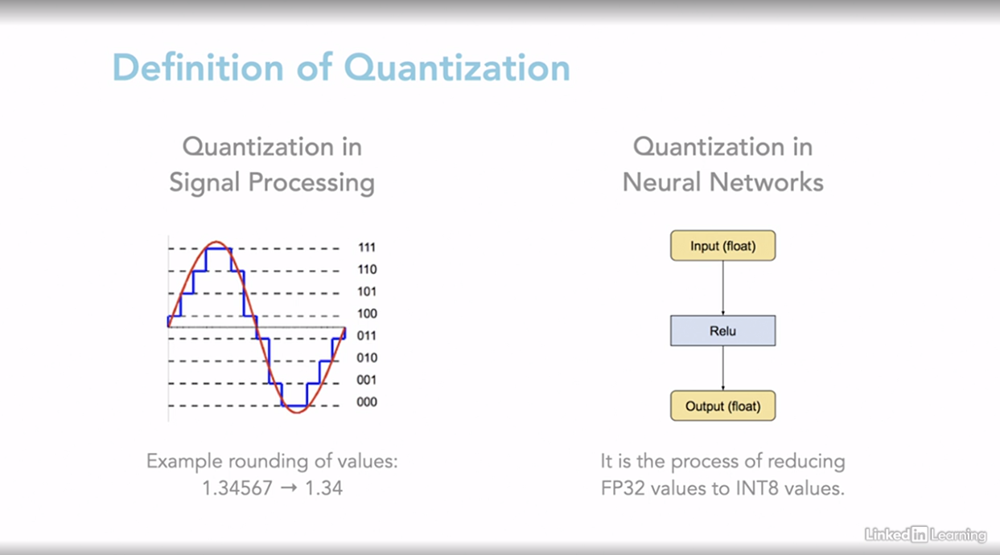 Definition of Quantization
Quantization in
Signal Processing
111
110
101
100
011
010
001
000
Example rounding of values:
1.34567 → 1.34
Quantization in
Neural Networks
Input (float)
Relu
Output (float)
It is the process of reducing
FP32 values to INT8 values.
Linked in Learning